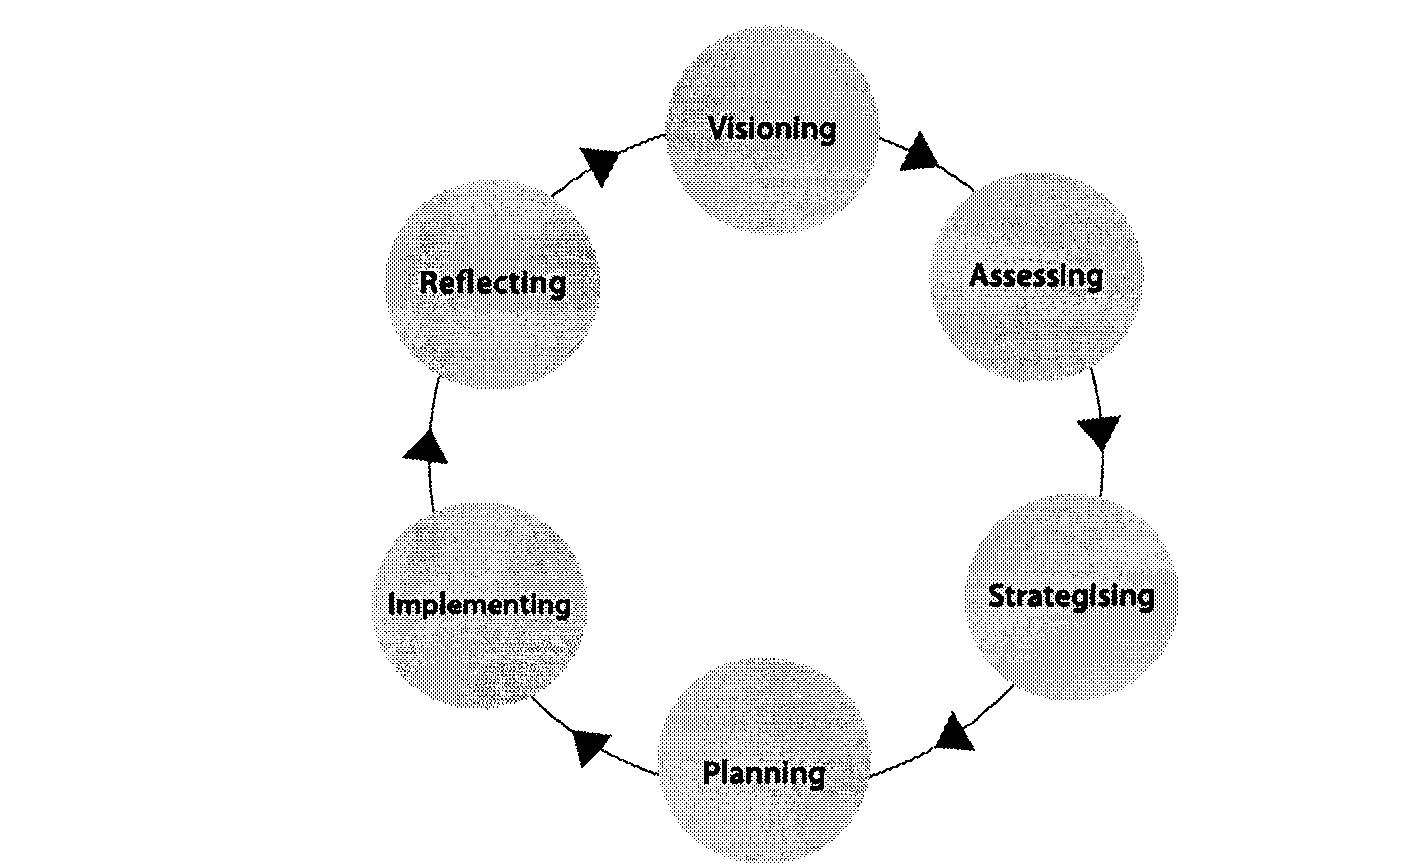 Visioning
Assessing
Strategising
Planning
Implementing
Reflecting